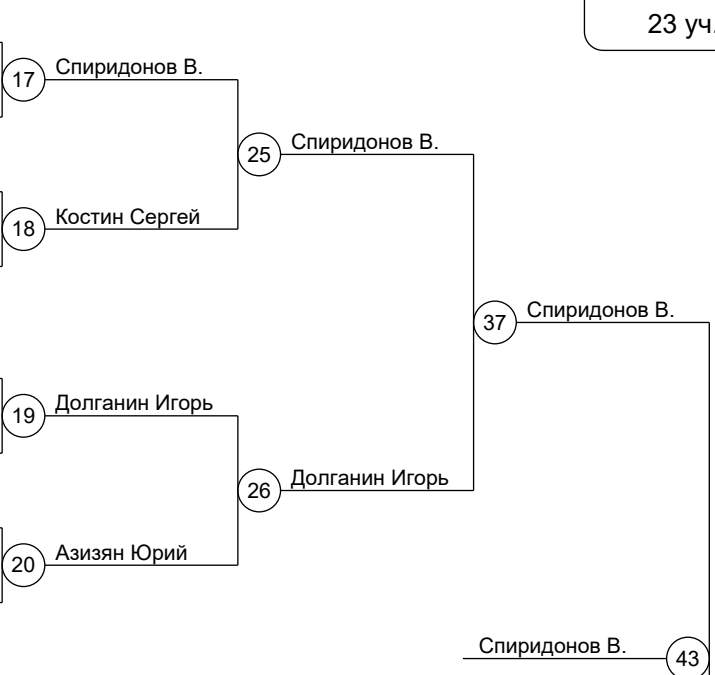 23 уч.
17 Спиридонов В.
25 Спиридонов В.
18 Костин Сергей
37 Спиридонов В.
19 Долганин Игорь
26 Долганин Игорь
20 Азизян Юрий
Спиридонов В. 43